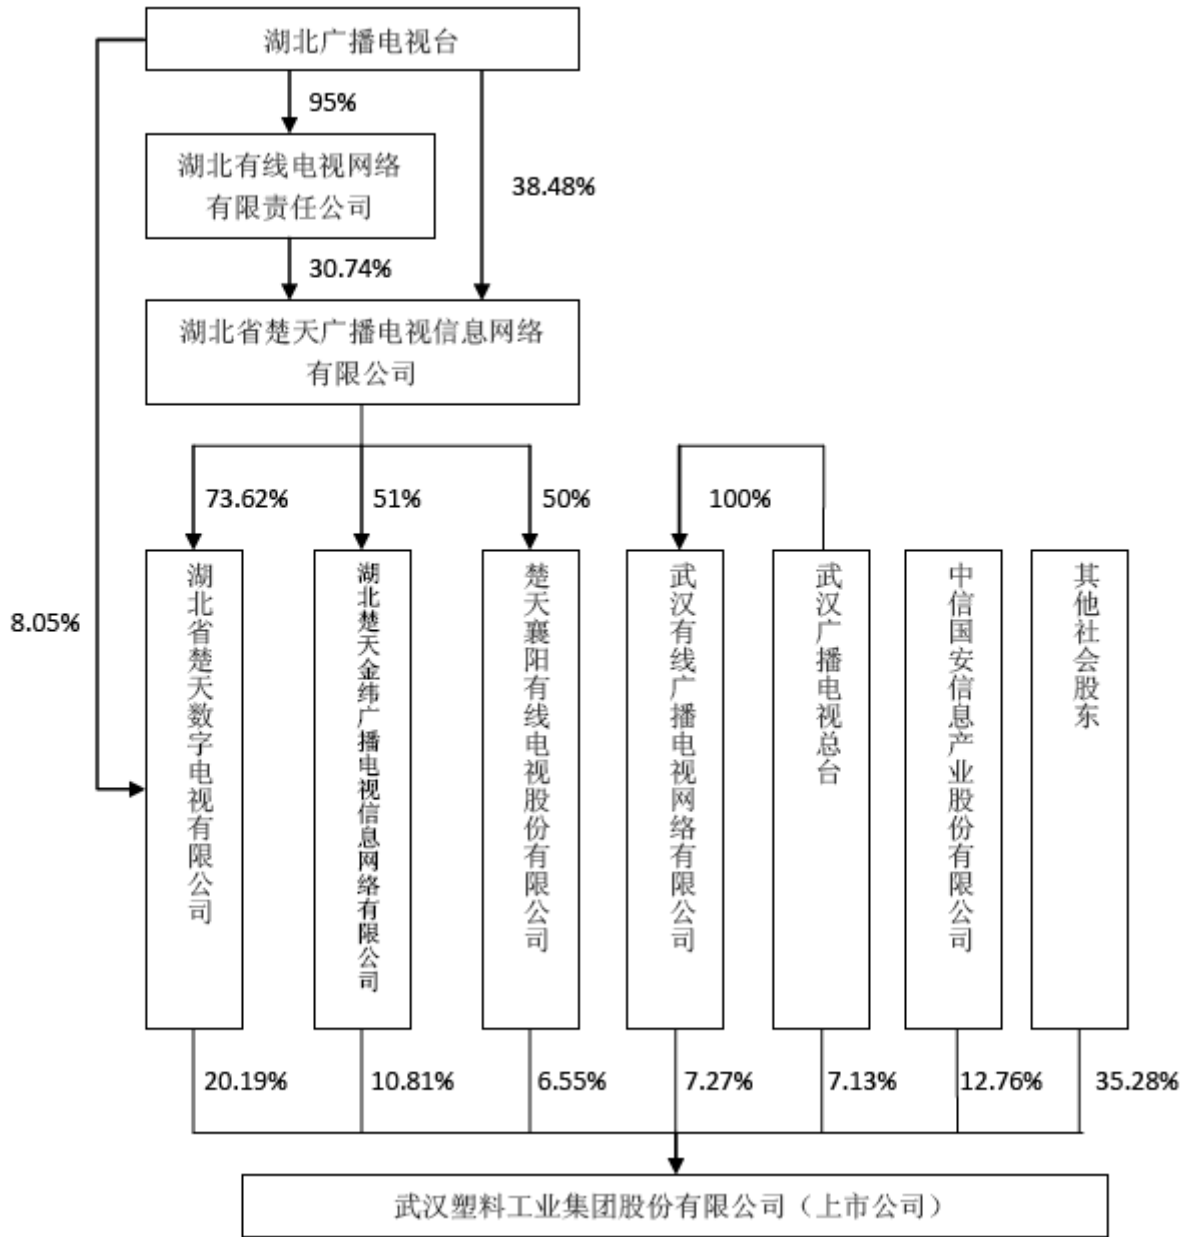 湖北广播电视台
95%
湖北有线电视网络
有限责任公司
38.48%
30.74%
湖北省楚天广播电视信息网络
有限公司
73.62%
51%
50%
100%
8.05%
湖北省楚天数字电视有限公司
湖北楚天金纬广播电视信息网络有限公司
楚天襄阳有线电视股份有限公司
武汉有线广播电视网络有限公司
武汉广播电视总台
中信国安信息产业股份有限公司
其他社会股东
20.19%
10.81%
6.55%
7.27%
7.13%
12.76%
35.28%
武汉塑料工业集团股份有限公司（上市公司）